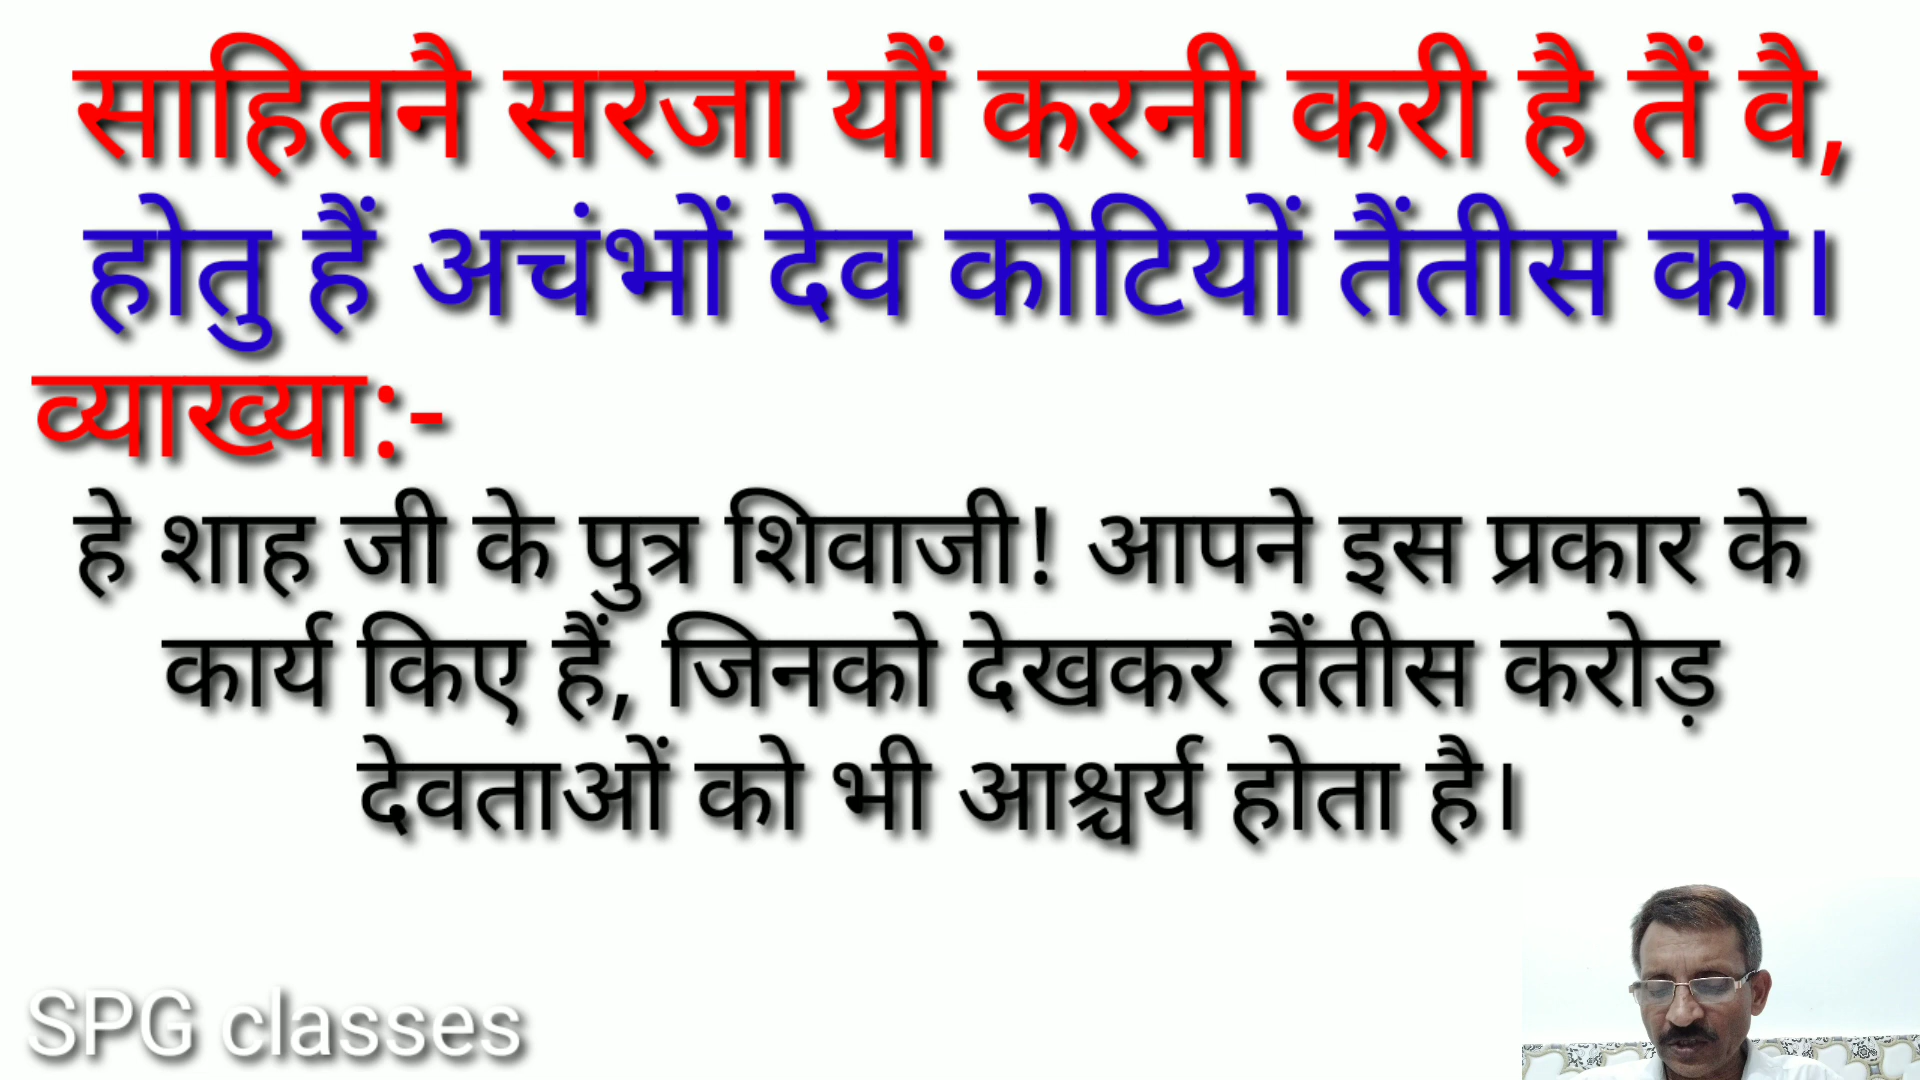 साहितनै सरजा यौं करनी करी है तैं वै,
होतु हैं अचंभों देव कोटियों तैंतीस को।
व्याख्या:-
हे शाह जी के पुत्र शिवाजी! आपने इस प्रकार के
कार्य किए हैं, जिनको देखकर तैंतीस करोड़
देवताओं को भी आश्चर्य होता है।
SPG classes